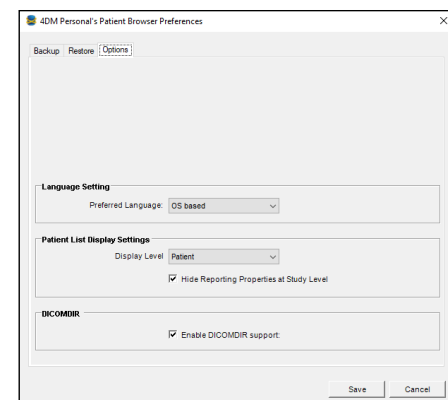 4DM Personal's Patient Browser Preferences
Backup Restore Options
Language Setting
Preferred Language: OS based
Patient List Display Settings
Display Level Patient
Hide Reporting Properties at Study Level
DICOMDIR
Enable DICOMDIR support:
Save Cancel